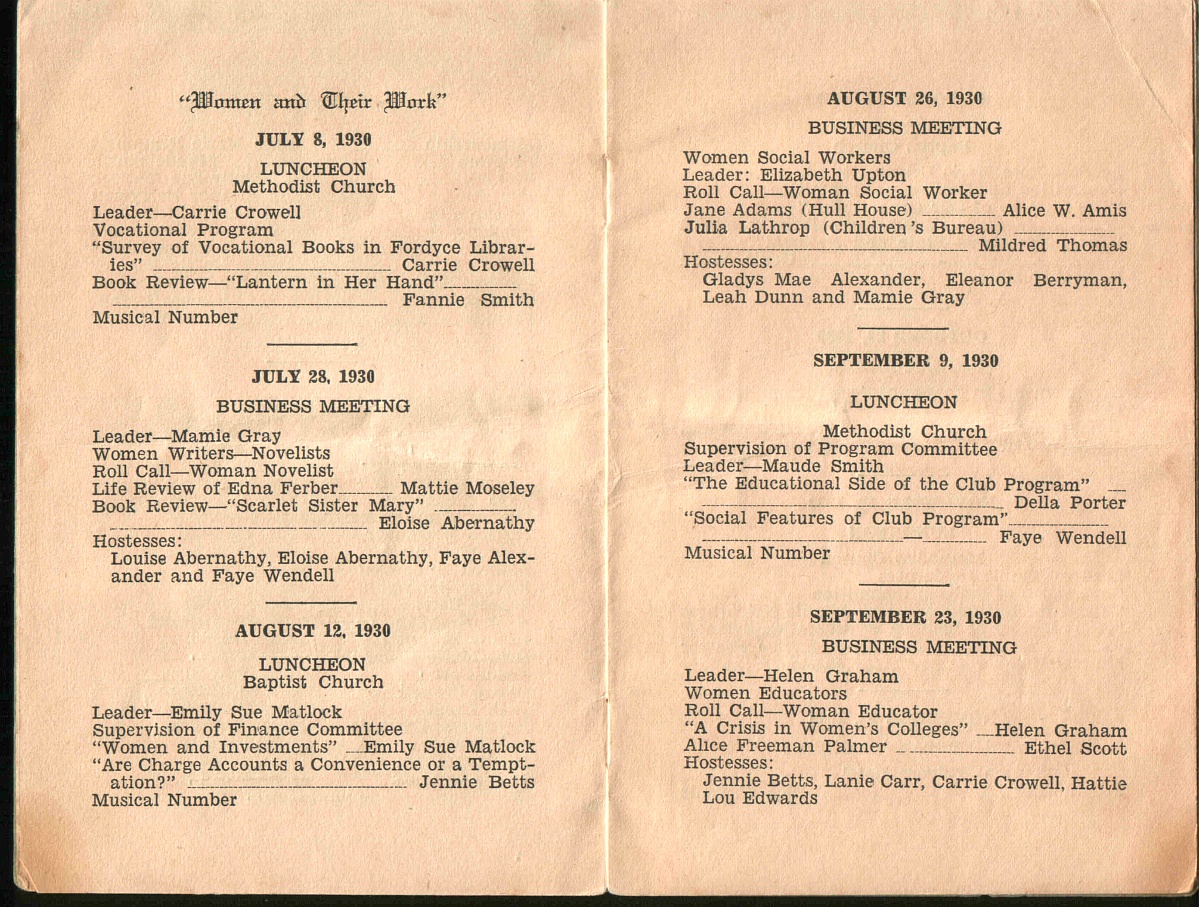 "Women and Their Work"
JULY 8, 1930
LUNCHEON
Methodist Church
Leader—Carrie Crowell
Vocational Program
"Survey of Vocational Books in Fordyce Librar-
ies" Carrie Crowell
Book Review—"Lantern in Her Hand"
Fannie Smith
Musical Number
JULY 28, 1930
BUSINESS MEETING
Leader—Mamie Gray
Women Writers—Novelists
Roll Call—Woman Novelist
Life Review of Edna Ferber Mattie Moseley
Book Review—"Scarlet Sister Mary"
Eloise Abernathy
Hostesses:
Louise Abernathy, Eloise Abernathy, Faye Alex-
ander and Faye Wendell
AUGUST 12, 1930
LUNCHEON
Baptist Church
Leader—Emily Sue Matlock
Supervision of Finance Committee
"Women and Investments" Emily Sue Matlock
"Are Charge Accounts a Convenience or a Tempt-
ation?" Jennie Betts
Musical Number
AUGUST 26, 1930
BUSINESS MEETING
Women Social Workers
Leader: Elizabeth Upton
Roll Call—Woman Social Worker
Jane Adams (Hull House) Alice W. Amis
Julia Lathrop (Children's Bureau)
Mildred Thomas
Hostesses:
Gladys Mae Alexander, Eleanor Berryman,
Leah Dunn and Mamie Gray
SEPTEMBER 9, 1930
LUNCHEON
Methodist Church
Supervision of Program Committee
Leader—Maude Smith
"The Educational Side of the Club Program"
Della Porter
"Social Features of Club Program"
— Faye Wendell
Musical Number
SEPTEMBER 23, 1930
BUSINESS MEETING
Leader—Helen Graham
Women Educators
Roll Call—Woman Educator
"A Crisis in Women's Colleges" Helen Graham
Alice Freeman Palmer Ethel Scott
Hostesses:
Jennie Betts, Lanie Carr, Carrie Crowell, Hattie
Lou Edwards